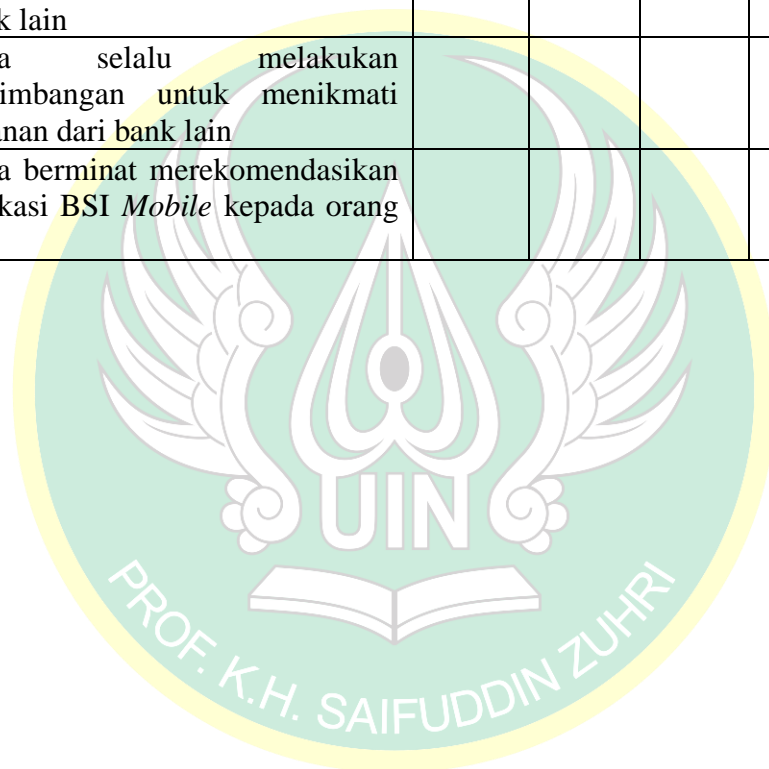 k lain
a selalu melakukan
imbangan untuk menikmati
anan dari bank lain
a berminat merekomendasikan
kasi BSI Mobile kepada orang
UIN
PROF. K.H. SAIFUDDIN ZUHRI